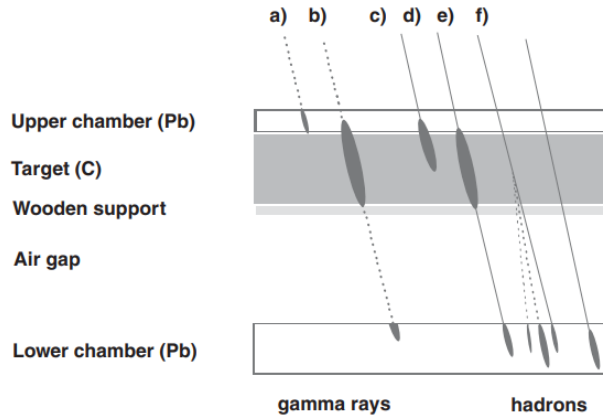 a) b) c) d) e) f)
Upper chamber (Pb)
Target (C)
Wooden support
Air gap
Lower chamber (Pb)
gamma rays hadrons